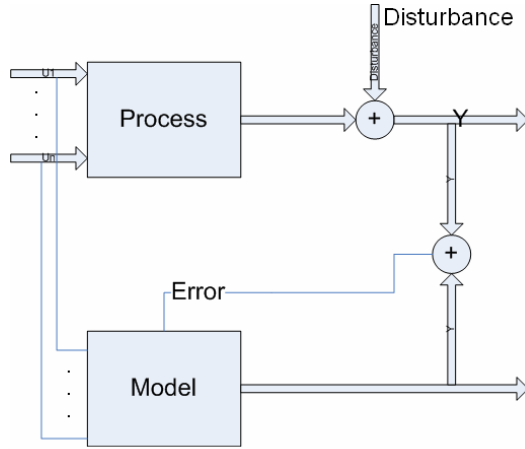 Disturbance
Disturbance
U1
Process
+
Y
Un
Y
+
Error
Y
Model